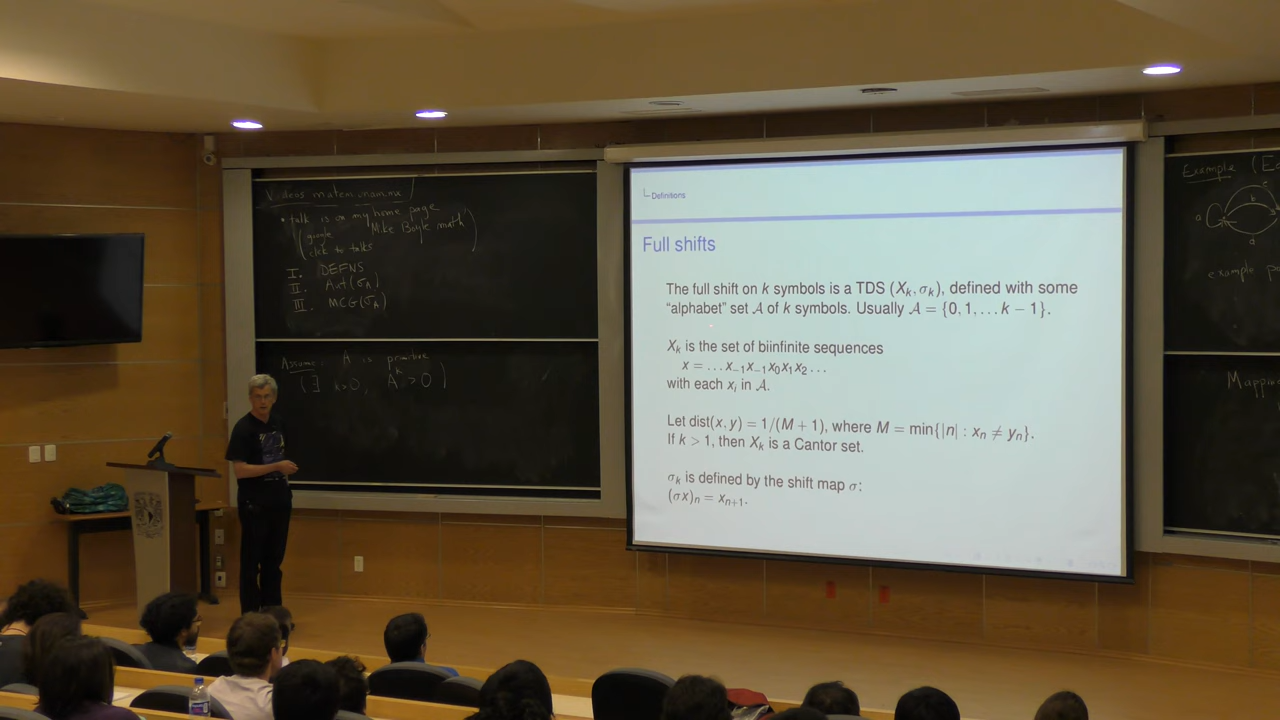 Videos matem.unam.mx/
• talk is on my home page
( google Mike Boyle math )
click to talks
I. DEFNS
II. Aut(σ_A)
III. MCG(σ_A)
Assume: A is primitive
(∃ k>0, A^k > 0)
Definitions
Full shifts
The full shift on k symbols is a TDS (X_k, σ_k), defined with some
"alphabet" set 𝒜 of k symbols. Usually 𝒜 = {0, 1, . . . k − 1}.
X_k is the set of biinfinite sequences
x = . . . x_{−1}x_{−1}x_0x_1x_2 . . .
with each x_i in 𝒜.
Let dist(x, y) = 1/(M + 1), where M = min{|n| : x_n ≠ y_n}.
If k > 1, then X_k is a Cantor set.
σ_k is defined by the shift map σ:
(σx)_n = x_{n+1}.
Example
a b c
d
example
Mappin